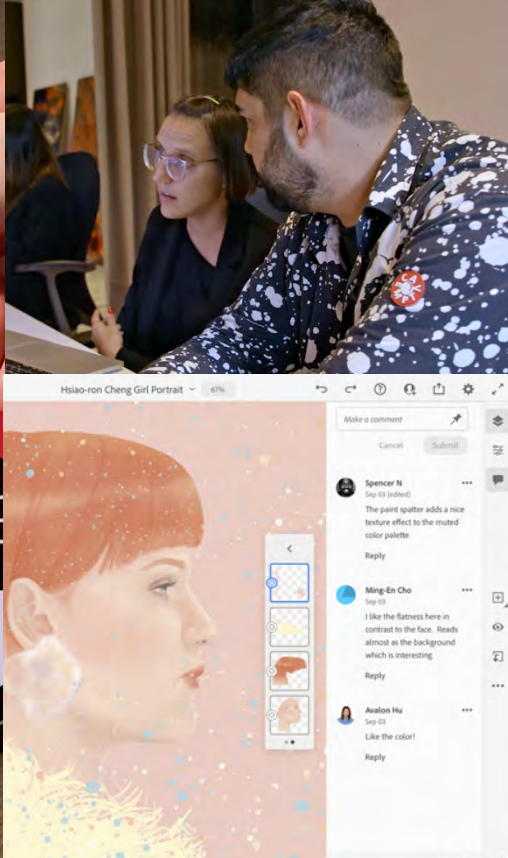 GAY
Hsiao-ron Cheng Girl Portrait
67%
Make a comment
Cancel
Submit
Spencer N
Sep 03 (edited)
The paint spatter adds a nice
texture effect to the muted
color palette.
Reply
Ming-En Cho
Sep 03
I like the flatness here in
contrast to the face. Reads
almost as the background
which is interesting
Reply
Avalon Hu
Sep 03
Like the color!
Reply